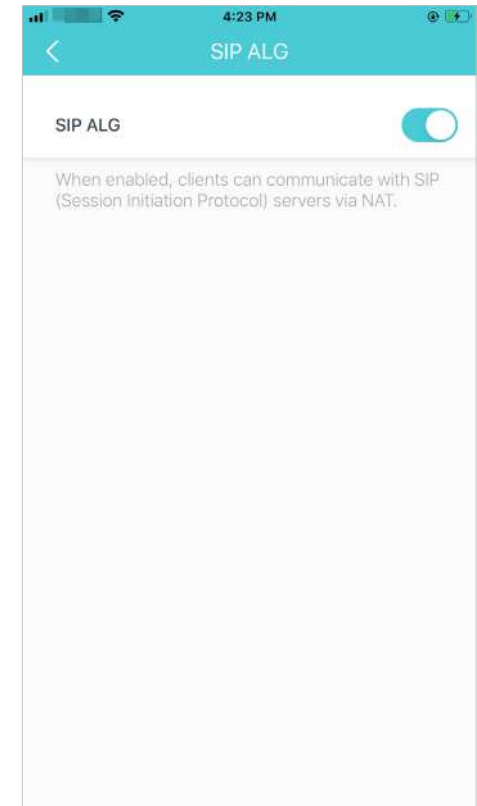 4:23 PM
SIP ALG
SIP ALG
When enabled, clients can communicate with SIP
(Session Initiation Protocol) servers via NAT.